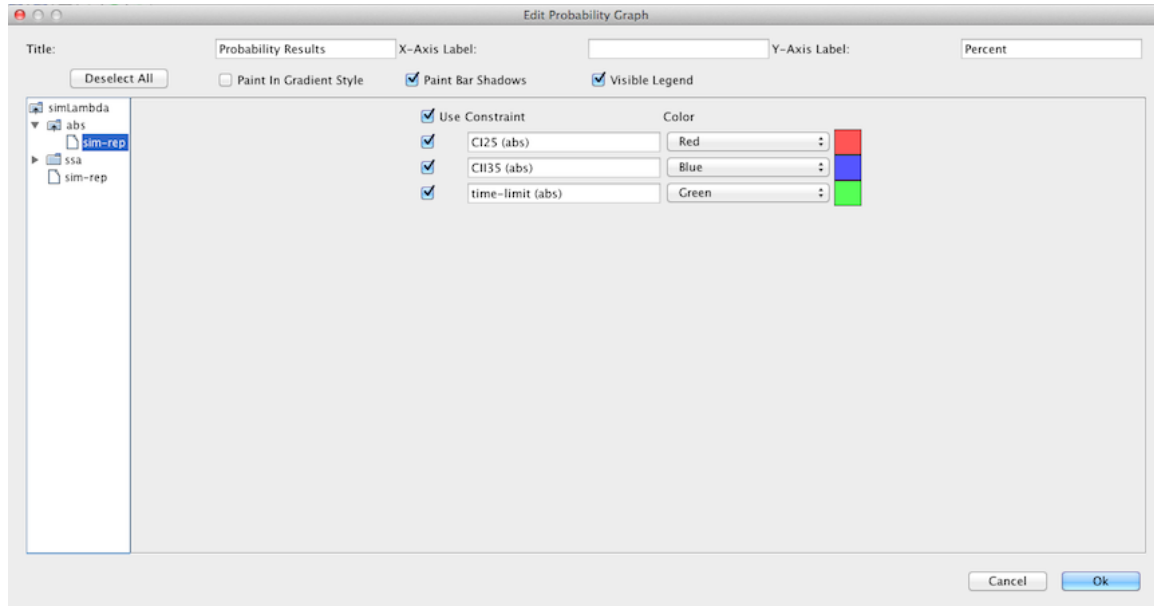 Edit Probability Graph
Title: Probability Results X-Axis Label: Y-Axis Label: Percent
Deselect All Paint In Gradient Style Paint Bar Shadows Visible Legend
simLambda
abs
sim-rep
ssa
sim-rep
Use Constraint Color
CI25 (abs) Red
CII35 (abs) Blue
time-limit (abs) Green
Cancel Ok